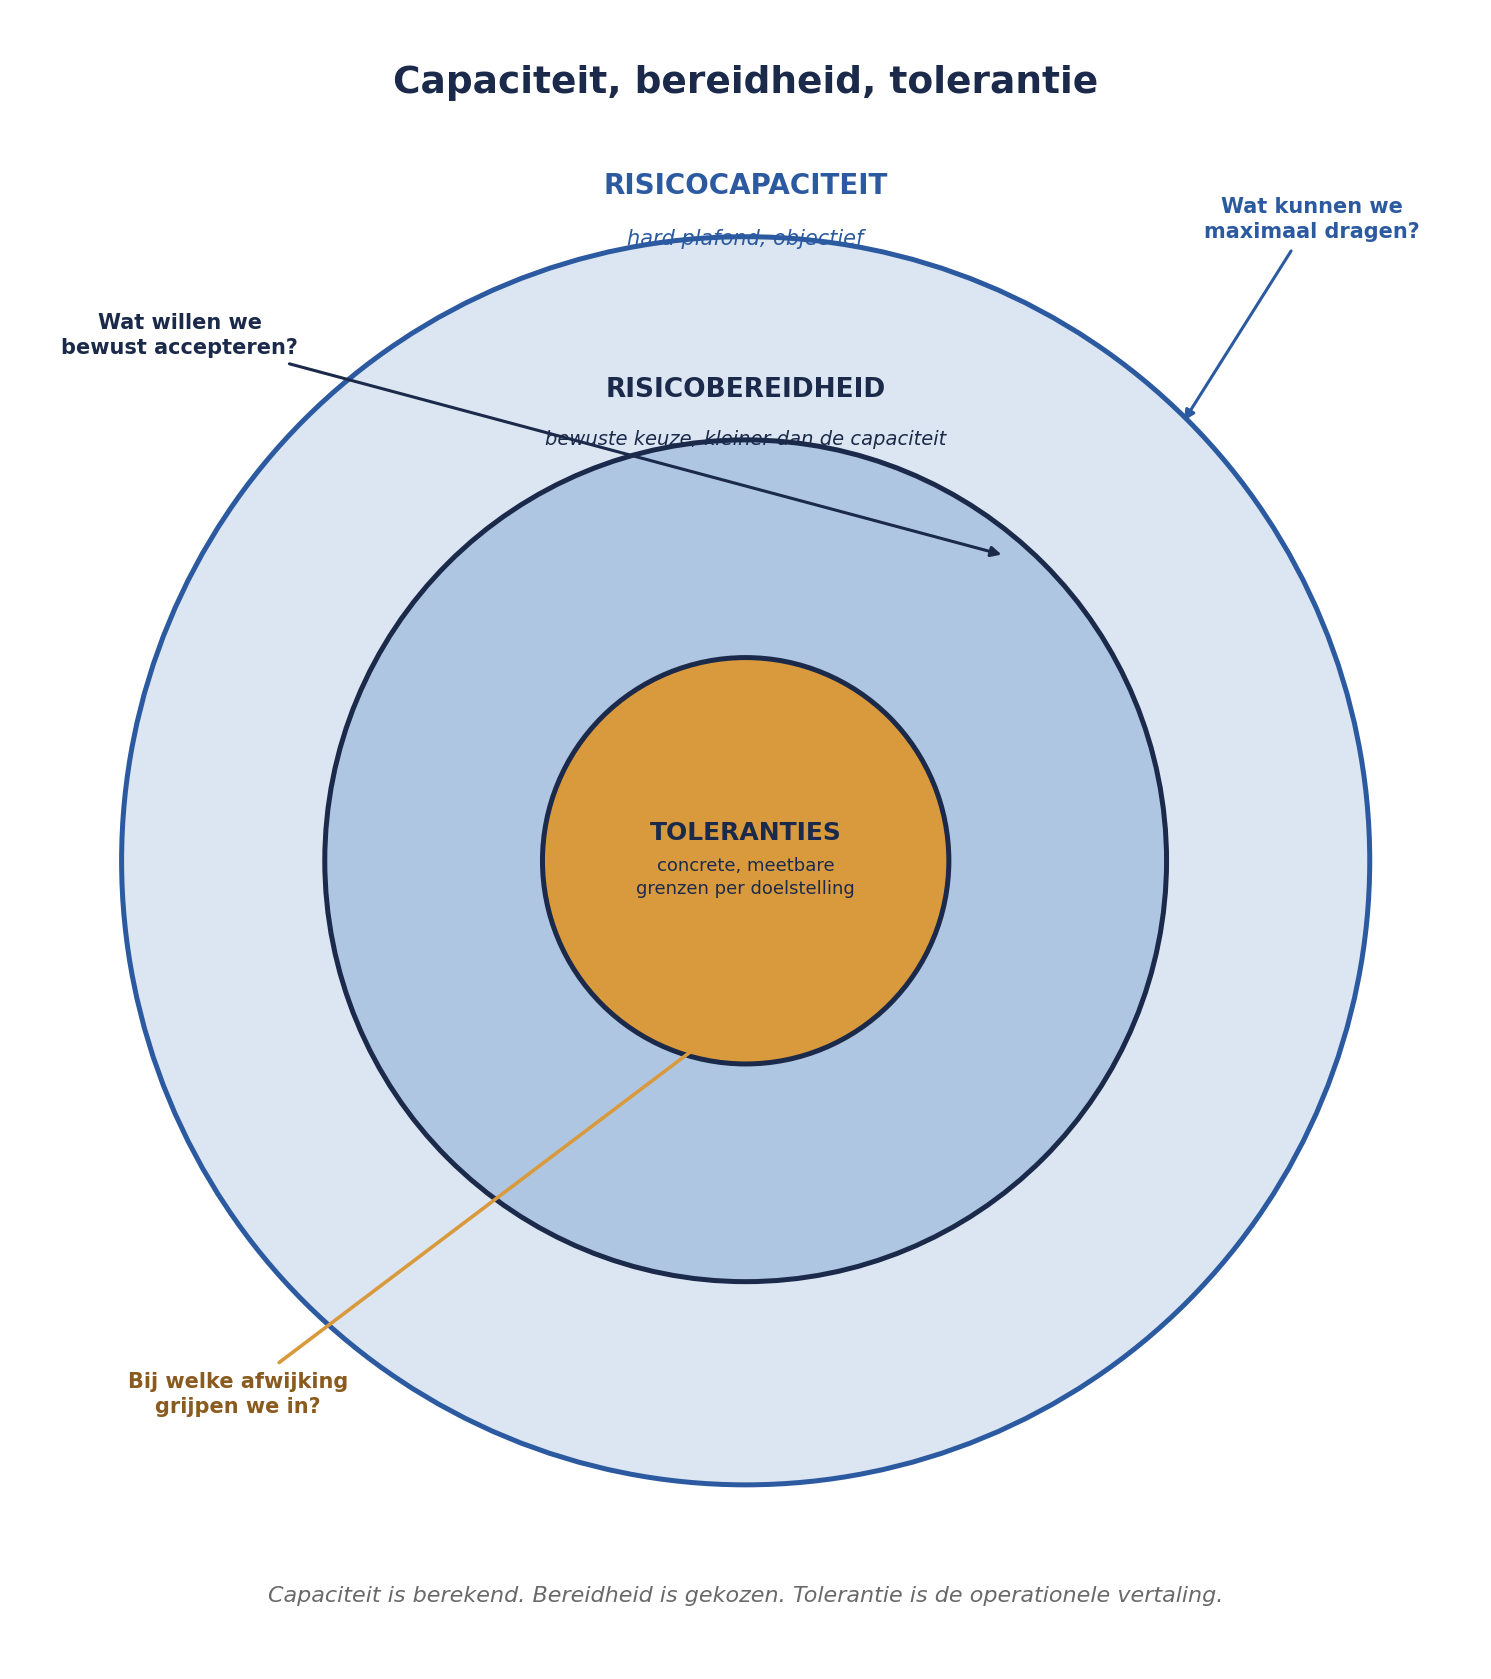 Capaciteit, bereidheid, tolerantie
RISICOCAPACITEIT
hard plafond, objectief
Wat kunnen we
maximaal dragen?
Wat willen we
bewust accepteren?
RISICOBEREIDHEID
bewuste keuze, kleiner dan de capaciteit
TOLERANTIES
concrete, meetbare
grenzen per doelstelling
Bij welke afwijking
grijpen we in?
Capaciteit is berekend. Bereidheid is gekozen. Tolerantie is de operationele vertaling.